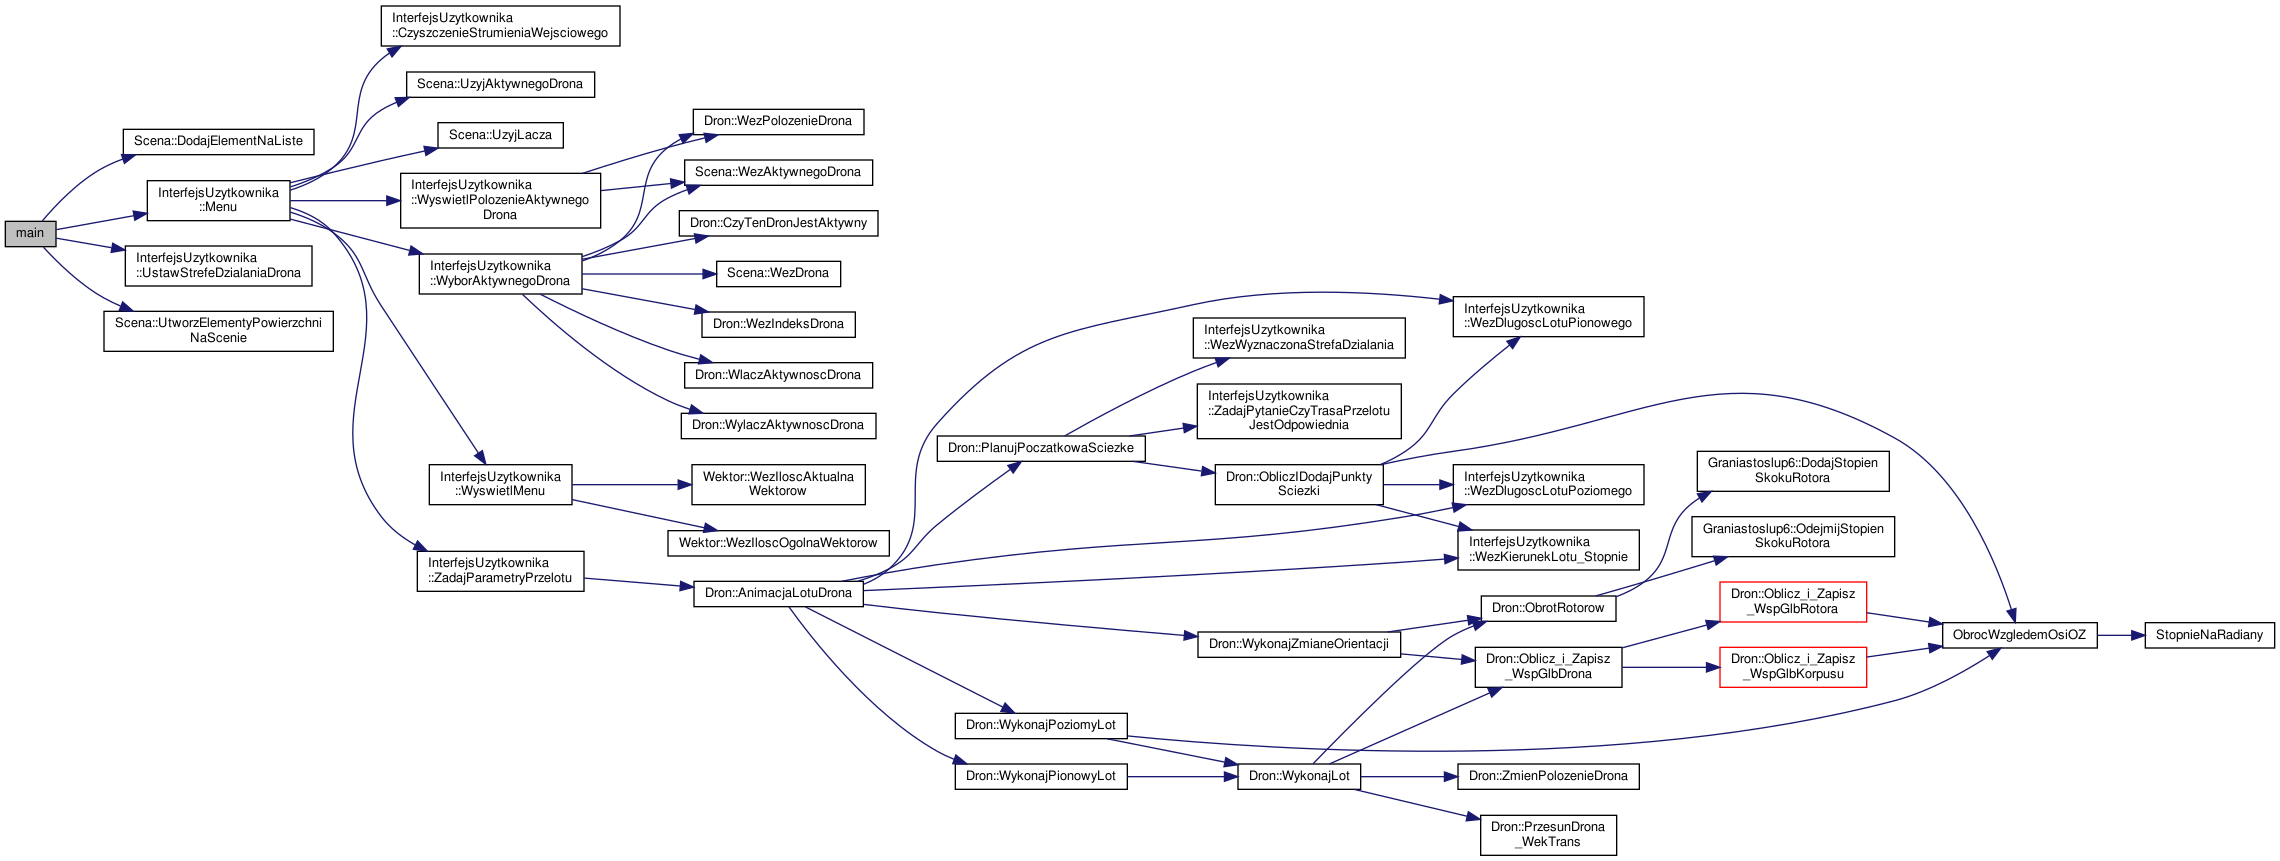 main
Scena::DodajElementNaListe
InterfejsUzytkownika
::Menu
InterfejsUzytkownika
::UstawStrefeDzialaniaDrona
Scena::UtworzElementyPowierzchni
NaScenie
InterfejsUzytkownika
::CzyszczenieStrumieniaWejsciowego
Scena::UzyjAktywnegoDrona
Scena::UzyjLacza
InterfejsUzytkownika
::WyswietlPolozenieAktywnego
Drona
InterfejsUzytkownika
::WyborAktywnegoDrona
InterfejsUzytkownika
::WyswietlMenu
InterfejsUzytkownika
::ZadajParametryPrzelotu
Dron::WezPolozenieDrona
Scena::WezAktywnegoDrona
Dron::CzyTenDronJestAktywny
Scena::WezDrona
Dron::WezIndeksDrona
Dron::WlaczAktywnoscDrona
Dron::WylaczAktywnoscDrona
Wektor::WezIloscAktualna
Wektorow
Wektor::WezIloscOgolnaWektorow
Dron::AnimacjaLotuDrona
Dron::PlanujPoczatkowaSciezke
Dron::WykonajPoziomyLot
Dron::WykonajPionowyLot
InterfejsUzytkownika
::WezWyznaczonaStrefaDzialania
InterfejsUzytkownika
::ZadajPytanieCzyTrasaPrzelotu
JestOdpowiednia
Dron::ObliczIDodajPunkty
Sciezki
Dron::WykonajZmianeOrientacji
Dron::WykonajLot
InterfejsUzytkownika
::WezDlugoscLotuPionowego
InterfejsUzytkownika
::WezDlugoscLotuPoziomego
InterfejsUzytkownika
::WezKierunekLotu_Stopnie
Dron::ObrotRotorow
Dron::Oblicz_i_Zapisz
_WspGlbDrona
Dron::ZmienPolozenieDrona
Dron::PrzesunDrona
_WekTrans
Graniastoslup6::DodajStopien
SkokuRotora
Graniastoslup6::OdejmijStopien
SkokuRotora
Dron::Oblicz_i_Zapisz
_WspGlbRotora
Dron::Oblicz_i_Zapisz
_WspGlbKorpusu
ObrocWzgledemOsiOZ
StopnieNaRadiany